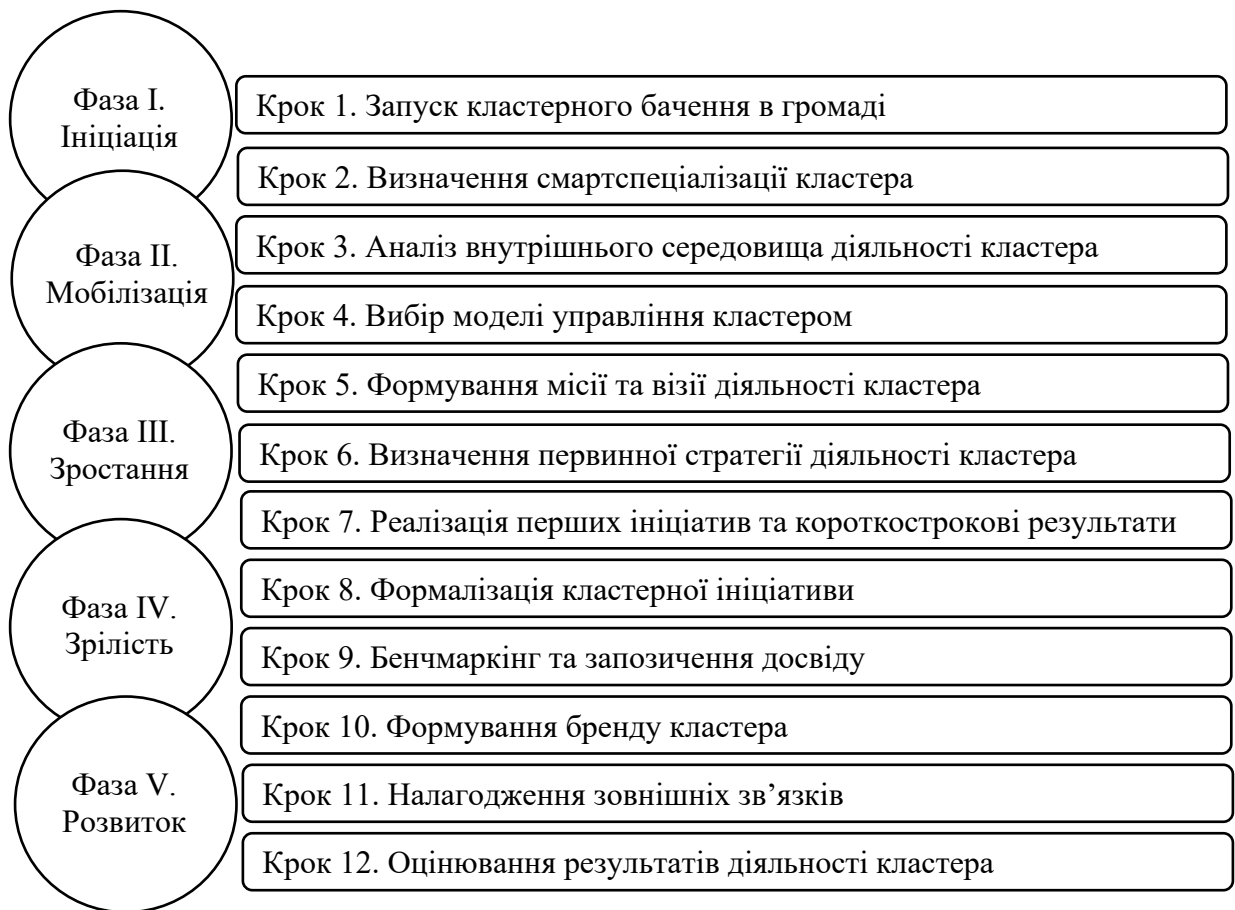 Фаза I.
Ініціація
Крок 1. Запуск кластерного бачення в громаді
Крок 2. Визначення смартспеціалізації кластера
Фаза II.
Мобілізація
Крок 3. Аналіз внутрішнього середовища діяльності кластера
Крок 4. Вибір моделі управління кластером
Фаза III.
Зростання
Крок 5. Формування місії та візії діяльності кластера
Крок 6. Визначення первинної стратегії діяльності кластера
Крок 7. Реалізація перших ініціатив та короткострокові результати
Фаза IV.
Зрілість
Крок 8. Формалізація кластерної ініціативи
Крок 9. Бенчмаркінг та запозичення досвіду
Фаза V.
Розвиток
Крок 10. Формування бренду кластера
Крок 11. Налагодження зовнішніх зв’язків
Крок 12. Оцінювання результатів діяльності кластера